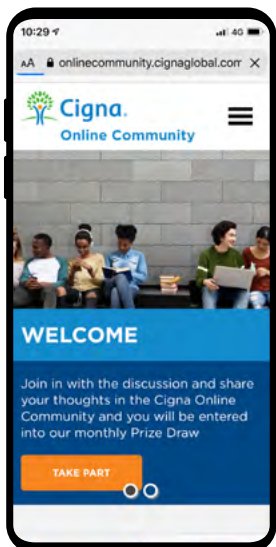 10:29
4G
AA onlinecommunity.cignaglobal.com X
Cigna.
Online Community
WELCOME
Join in with the discussion and share
your thoughts in the Cigna Online
Community and you will be entered
into our monthly Prize Draw
TAKE PART